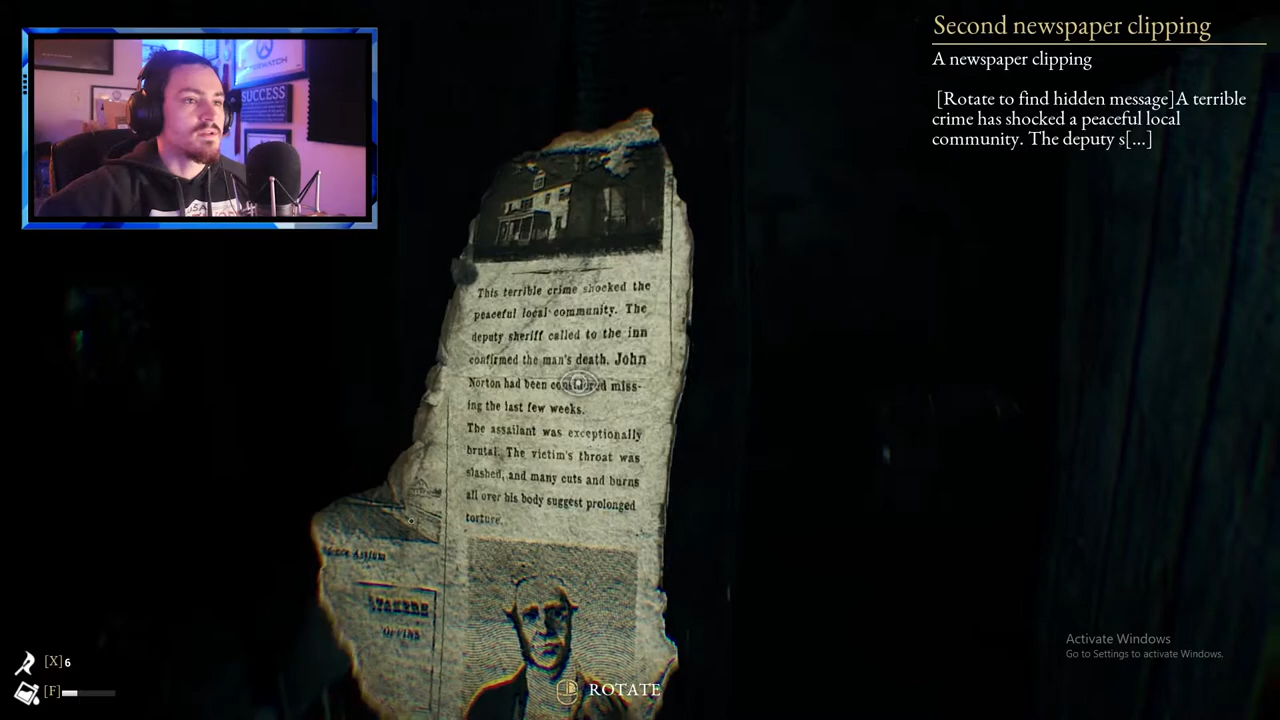 Second newspaper clipping
A newspaper clipping
[Rotate to find hidden message]A terrible
crime has shocked a peaceful local
community. The deputy s[...]
SUCCESS
This terrible crime shocked the
peaceful local community. The
deputy sheriff called to the inn
confirmed the man's death. John
Norton had been considered miss-
ing the last few weeks.
The assailant was exceptionally
brutal. The victim's throat was
slashed, and many cuts and burns
all over his body suggest prolonged
torture.
Asylum
[X] 6
[F]
ROTATE
Activate Windows
Go to Settings to activate Windows.